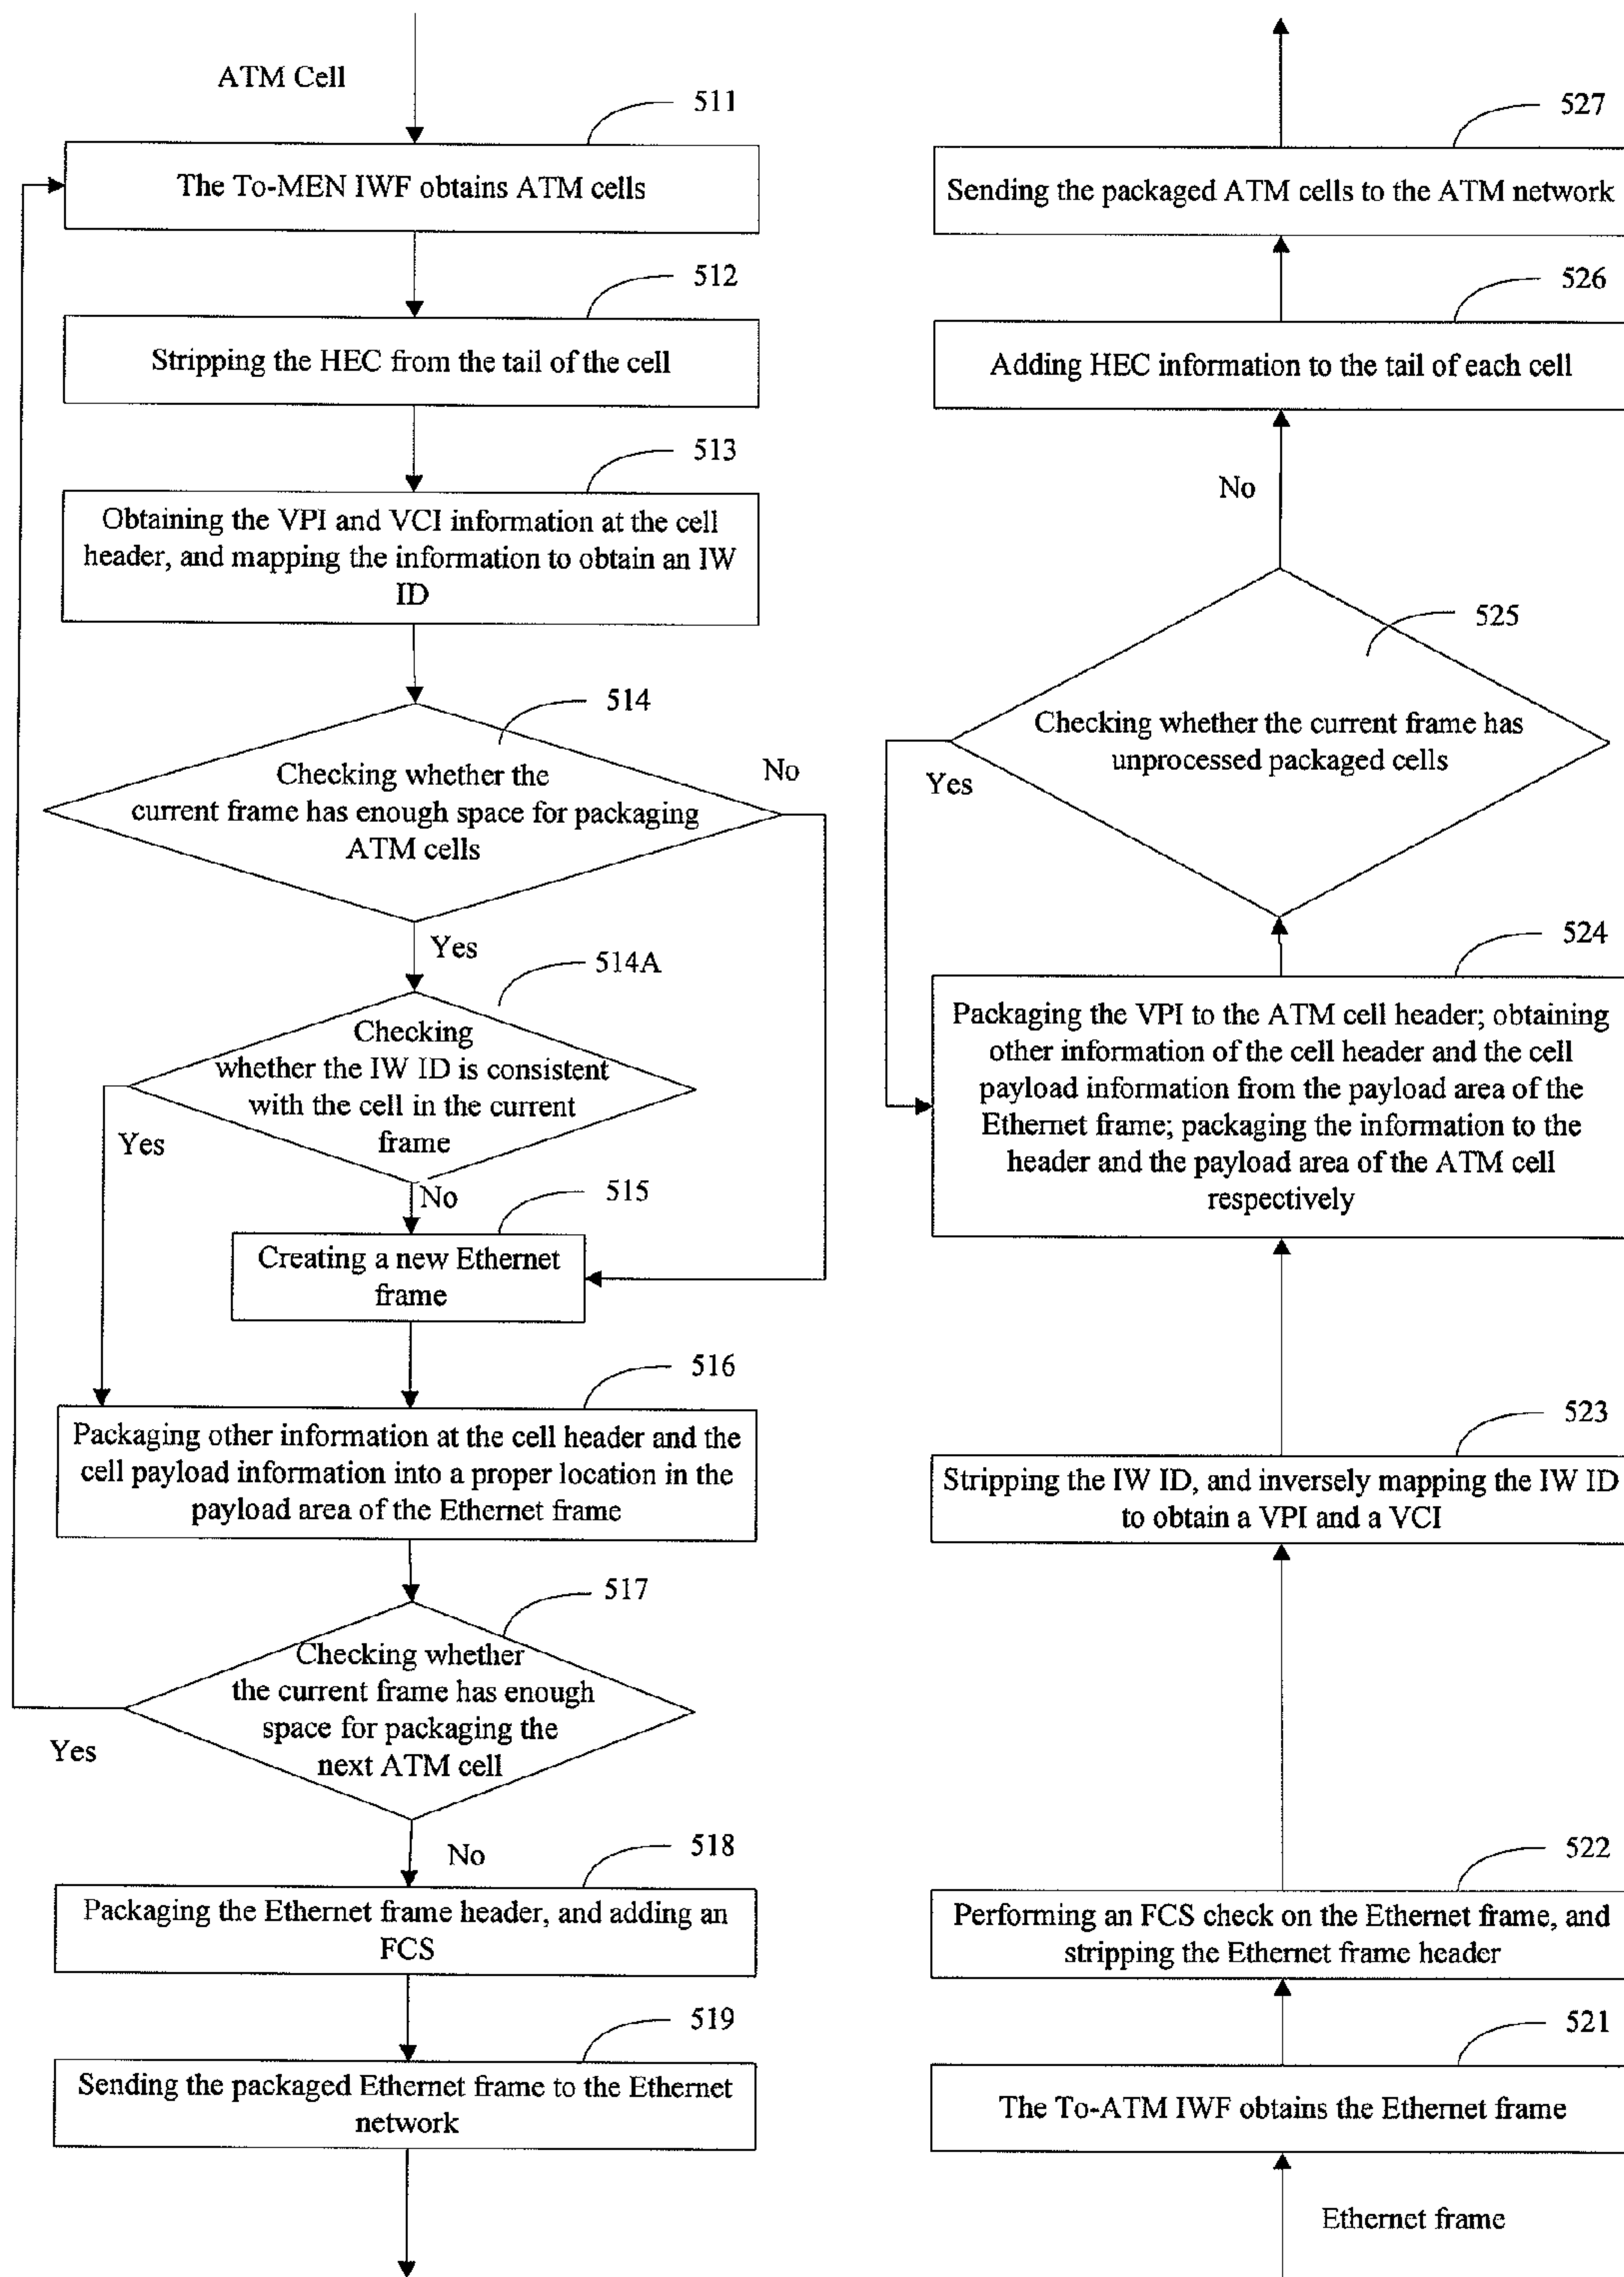 ATM Cell
511
The To-MEN IWF obtains ATM cells
512
Stripping the HEC from the tail of the cell
513
Obtaining the VPI and VCI information at the cell
header, and mapping the information to obtain an IW
ID
514
Checking whether the
current frame has enough space for packaging
ATM cells
No
Yes
514A
Checking
whether the IW ID is consistent
with the cell in the current
frame
Yes
No
515
Creating a new Ethernet
frame
516
Packaging other information at the cell header and the
cell payload information into a proper location in the
payload area of the Ethernet frame
517
Checking whether
the current frame has enough
space for packaging the
next ATM cell
Yes
No
518
Packaging the Ethernet frame header, and adding an
FCS
519
Sending the packaged Ethernet frame to the Ethernet
network
527
Sending the packaged ATM cells to the ATM network
526
Adding HEC information to the tail of each cell
No
525
Checking whether the current frame has
unprocessed packaged cells
Yes
524
Packaging the VPI to the ATM cell header; obtaining
other information of the cell header and the cell
payload information from the payload area of the
Ethernet frame; packaging the information to the
header and the payload area of the ATM cell
respectively
523
Stripping the IW ID, and inversely mapping the IW ID
to obtain a VPI and a VCI
522
Performing an FCS check on the Ethernet frame, and
stripping the Ethernet frame header
521
The To-ATM IWF obtains the Ethernet frame
Ethernet frame